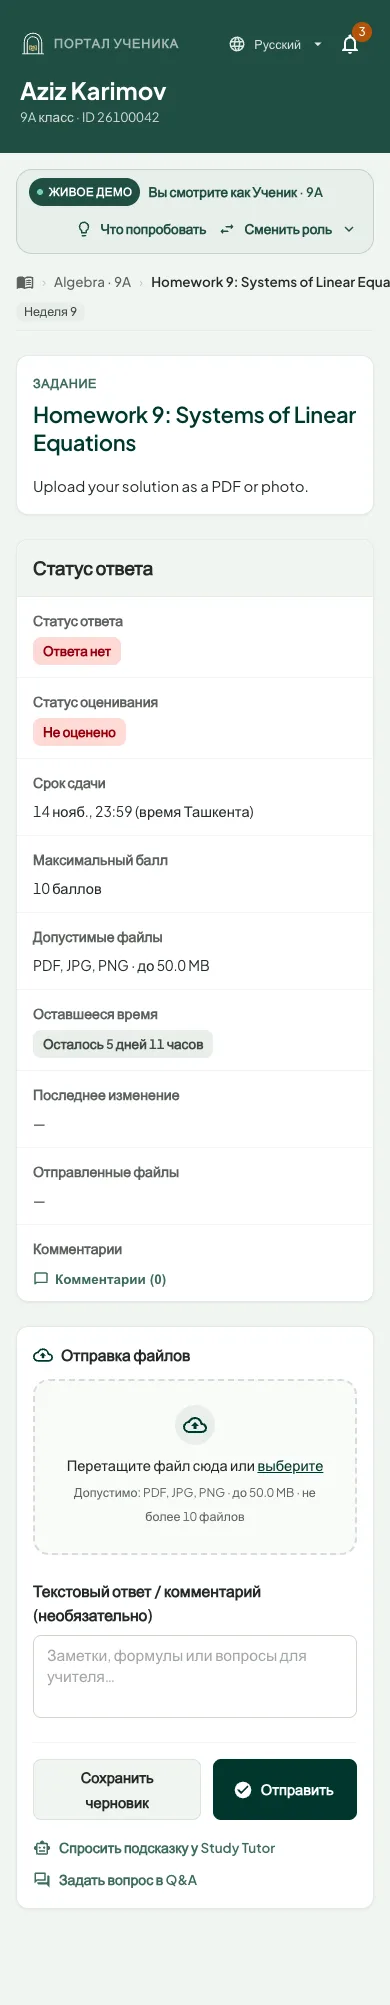 ПОРТАЛ УЧЕНИКА
Русский
3
Aziz Karimov
9A класс · ID 26100042
ЖИВОЕ ДЕМО
Вы смотрите как Ученик · 9A
Что попробовать
Сменить роль
Algebra · 9A
Homework 9: Systems of Linear Equa
Неделя 9
ЗАДАНИЕ
Homework 9: Systems of Linear
Equations
Upload your solution as a PDF or photo.
Статус ответа
Статус ответа
Ответа нет
Статус оценивания
Не оценено
Срок сдачи
14 нояб., 23:59 (время Ташкента)
Максимальный балл
10 баллов
Допустимые файлы
PDF, JPG, PNG · до 50.0 MB
Оставшееся время
Осталось 5 дней 11 часов
Последнее изменение
—
Отправленные файлы
—
Комментарии
Комментарии (0)
Отправка файлов
Перетащите файл сюда или выберите
Допустимо: PDF, JPG, PNG · до 50.0 MB · не
более 10 файлов
Текстовый ответ / комментарий
(необязательно)
Заметки, формулы или вопросы для
учителя…
Сохранить
черновик
Отправить
Спросить подсказку у Study Tutor
Задать вопрос в Q&A